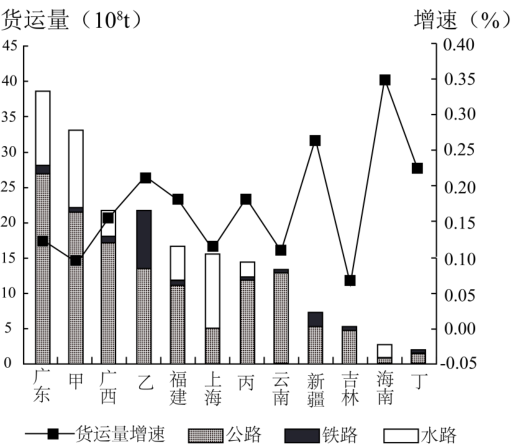 货运量（10⁸t）
增速（%）
45
40
35
30
25
20
15
10
5
0
0.40
0.35
0.30
0.25
0.20
0.15
0.10
0.05
0.00
-0.05
广东
甲
广西
乙
福建
上海
丙
云南
新疆
吉林
海南
丁
货运量增速
公路
铁路
水路